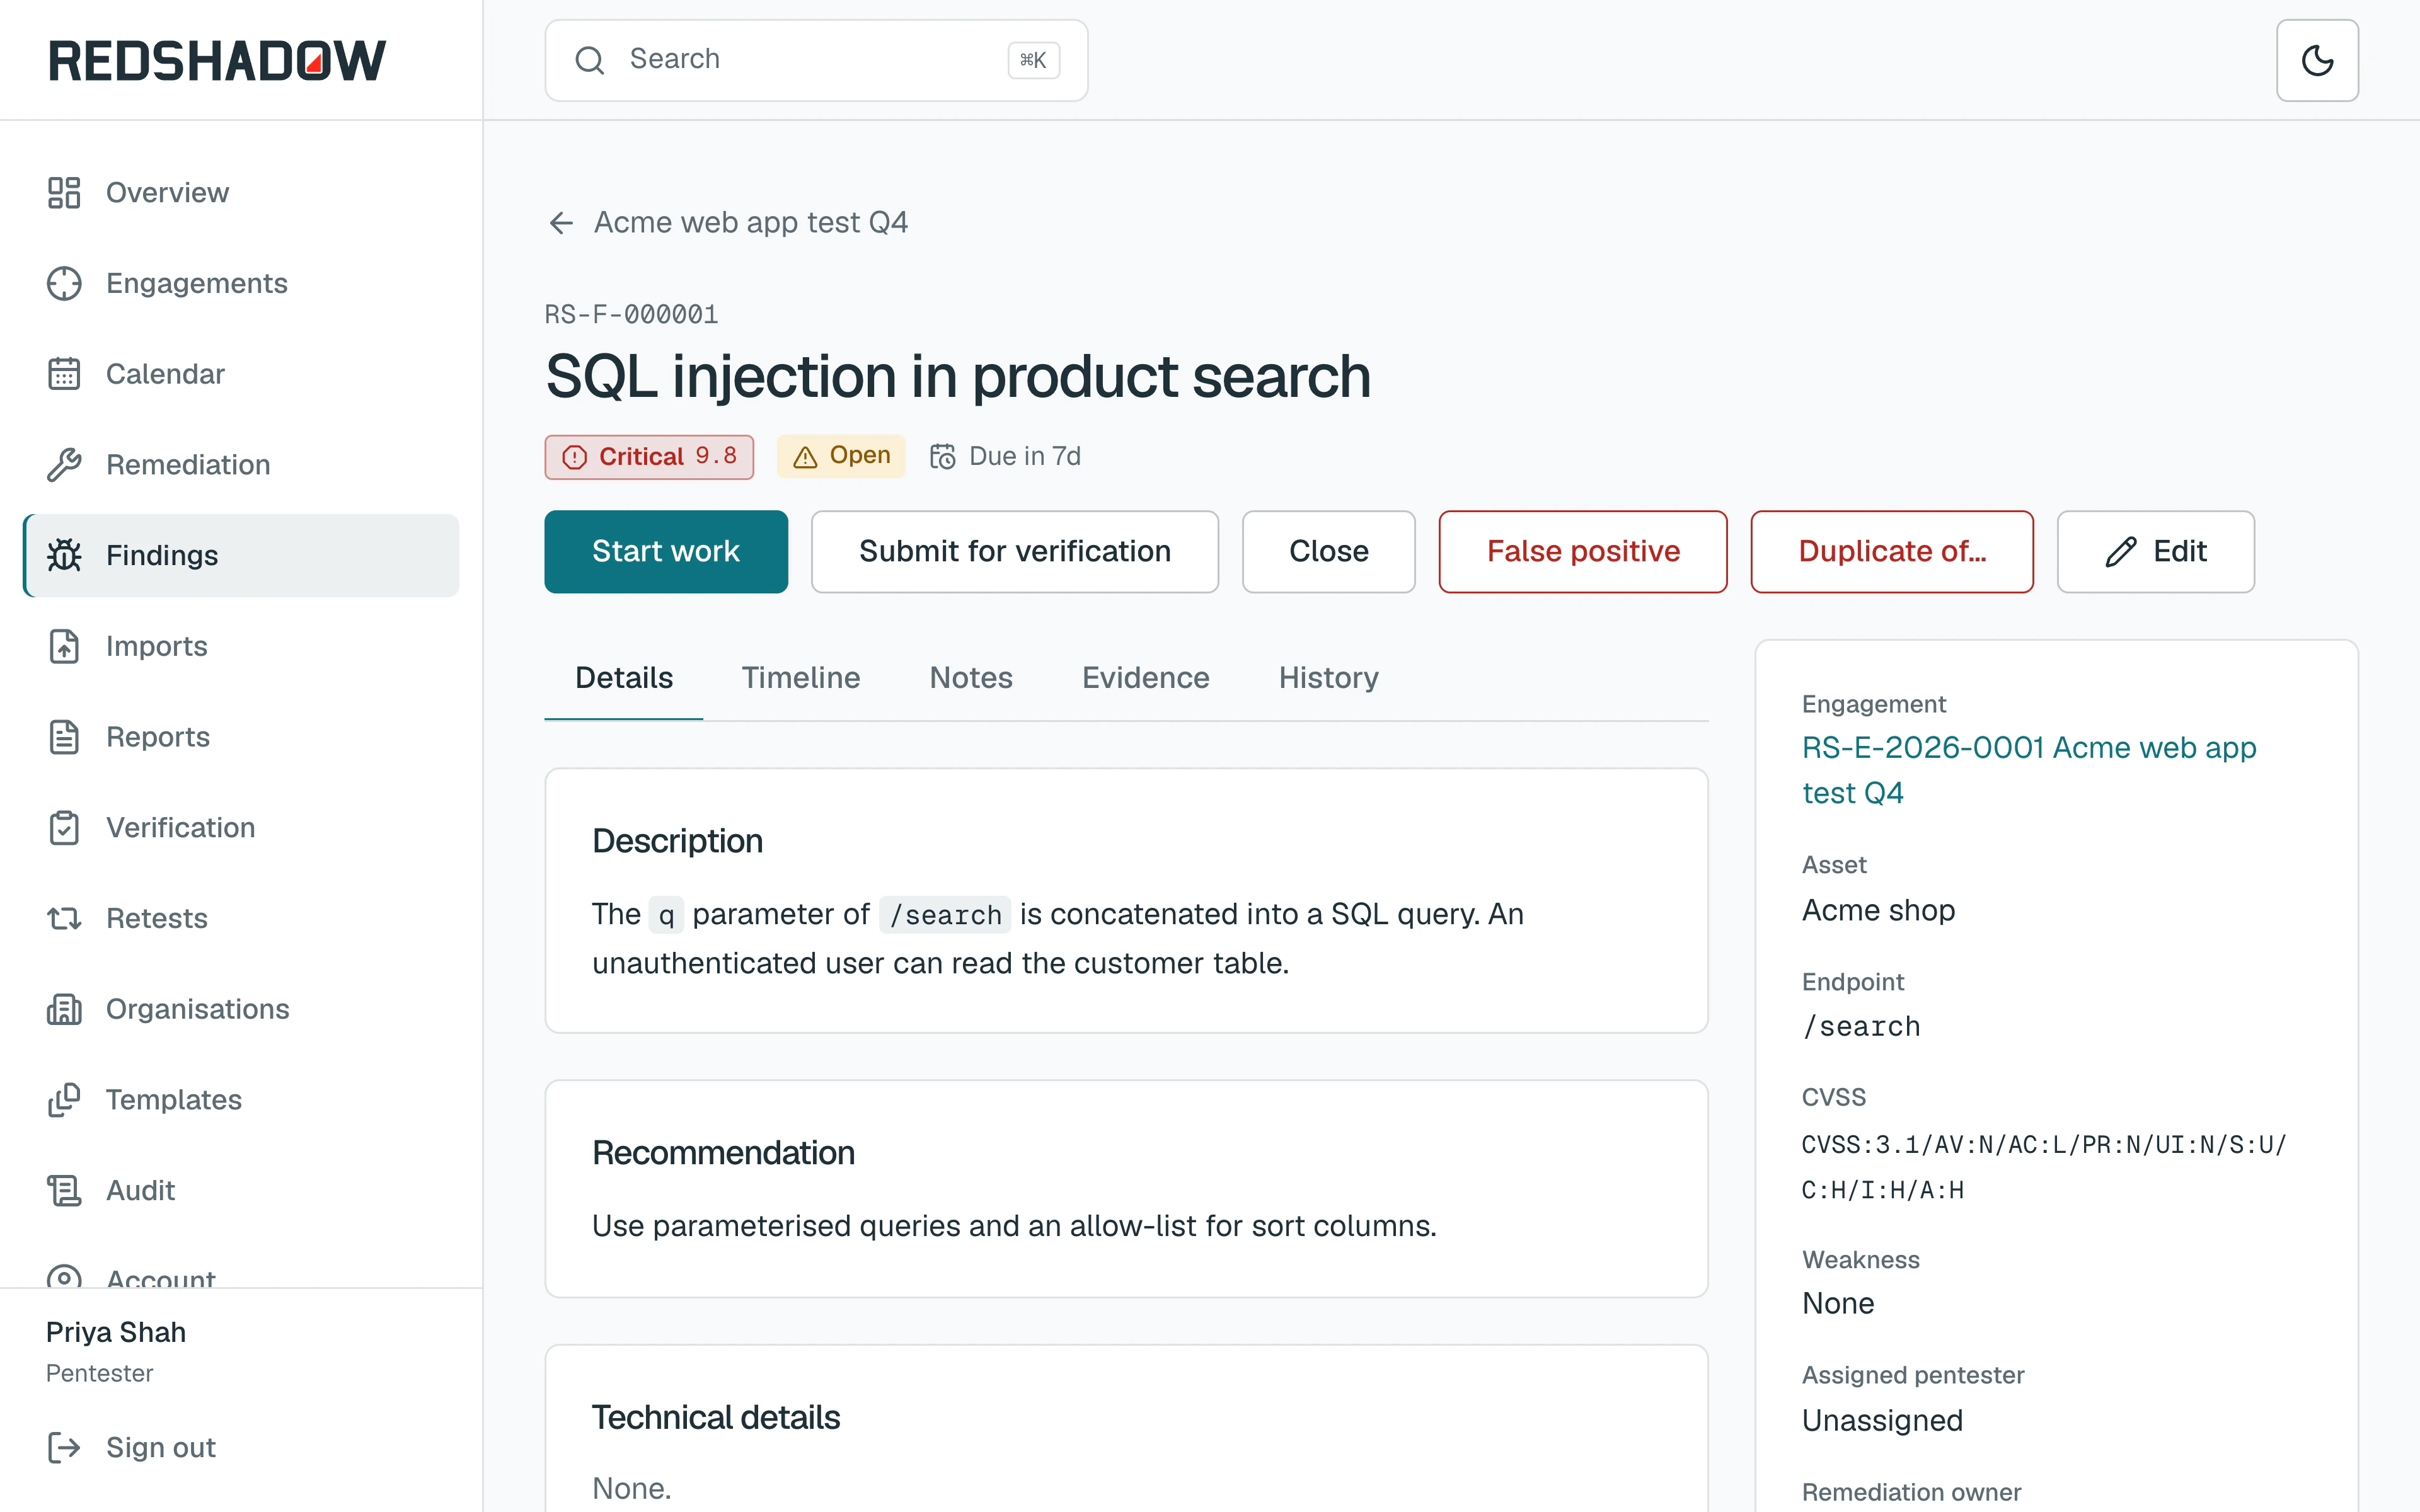 REDSHADOW
Search
⌘K
Overview
Engagements
Calendar
Remediation
Findings
Imports
Reports
Verification
Retests
Organisations
Templates
Audit
Account
Priya Shah
Pentester
Sign out
Acme web app test Q4
RS-F-000001
SQL injection in product search
Critical 9.8
Open
Due in 7d
Start work
Submit for verification
Close
False positive
Duplicate of...
Edit
Details
Timeline
Notes
Evidence
History
Description
The q parameter of /search is concatenated into a SQL query. An
unauthenticated user can read the customer table.
Recommendation
Use parameterised queries and an allow-list for sort columns.
Technical details
None.
Engagement
RS-E-2026-0001 Acme web app
test Q4
Asset
Acme shop
Endpoint
/search
CVSS
CVSS:3.1/AV:N/AC:L/PR:N/UI:N/S:U/
C:H/I:H/A:H
Weakness
None
Assigned pentester
Unassigned
Remediation owner